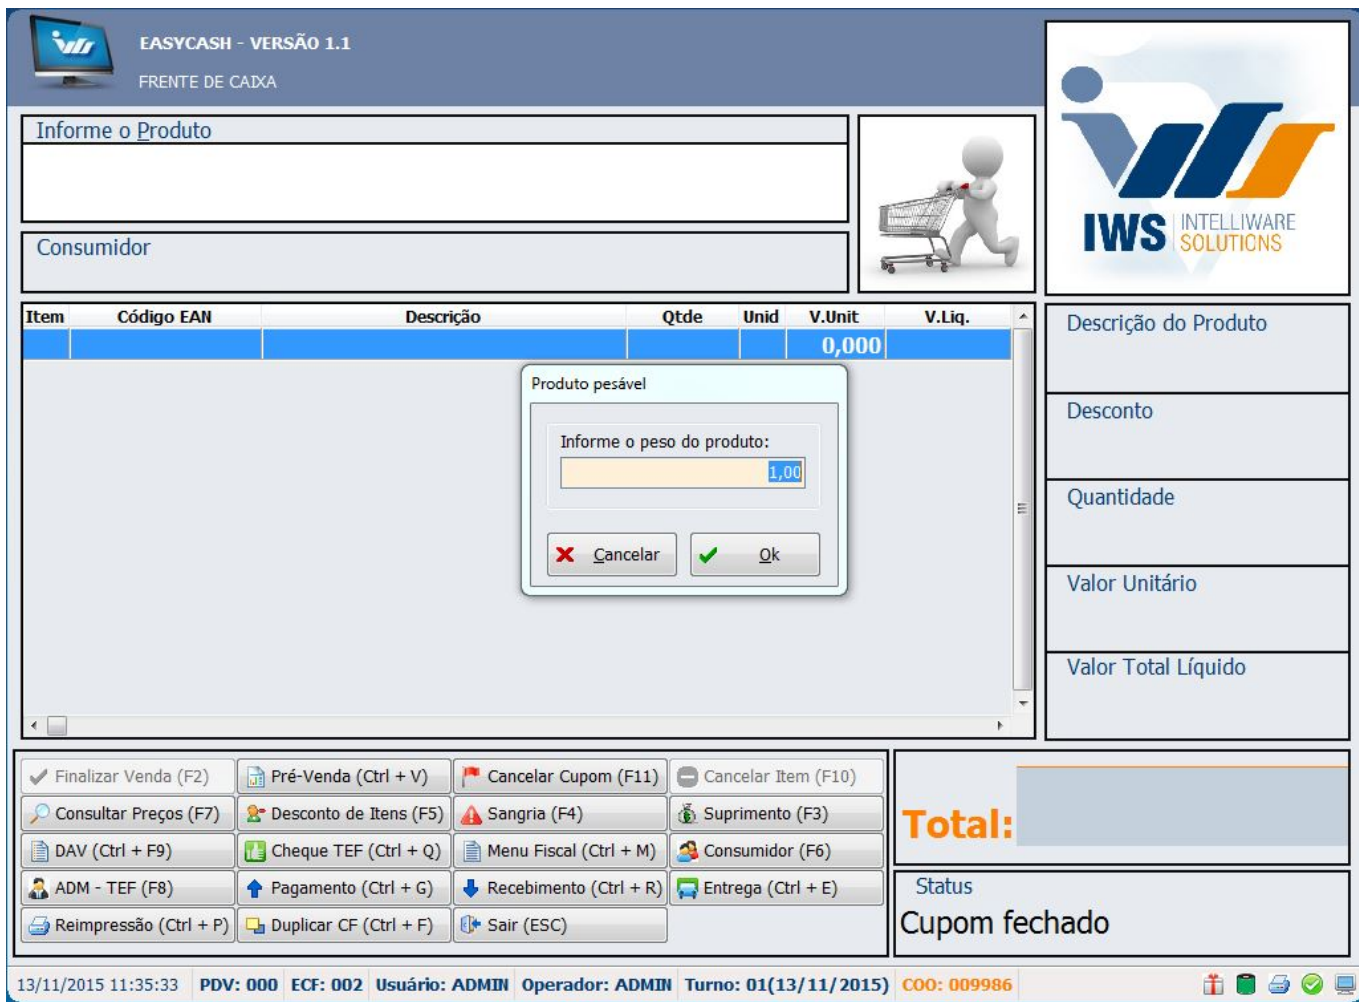 EASYCASH - VERSÃO 1.1
FRENTE DE CAIXA
Informe o Produto
Consumidor
IWS INTELLIWARE SOLUTIONS
Item Código EAN Descrição Qtde Unid V.Unit V.Liq.
0,000
Produto pesável
Informe o peso do produto:
1,00
Cancelar Ok
Descrição do Produto
Desconto
Quantidade
Valor Unitário
Valor Total Líquido
Finalizar Venda (F2) Pré-Venda (Ctrl + V) Cancelar Cupom (F11) Cancelar Item (F10)
Consultar Preços (F7) Desconto de Itens (F5) Sangria (F4) Suprimento (F3)
DAV (Ctrl + F9) Cheque TEF (Ctrl + Q) Menu Fiscal (Ctrl + M) Consumidor (F6)
ADM - TEF (F8) Pagamento (Ctrl + G) Recebimento (Ctrl + R) Entrega (Ctrl + E)
Reimpressão (Ctrl + P) Duplicar CF (Ctrl + F) Sair (ESC)
Total:
Status
Cupom fechado
13/11/2015 11:35:33 PDV: 000 ECF: 002 Usuário: ADMIN Operador: ADMIN Turno: 01(13/11/2015) COO: 009986